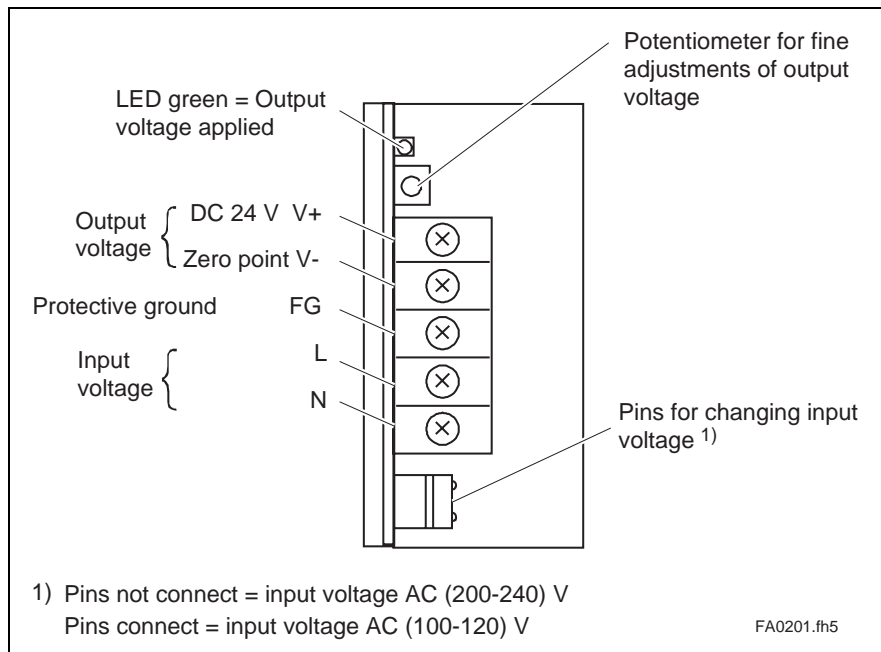 Potentiometer for fine
adjustments of output
voltage
LED green = Output
voltage applied
Output
voltage
DC 24 V V+
Zero point V-
Protective ground FG
Input
voltage
L
N
Pins for changing input
voltage 1)
1) Pins not connect = input voltage AC (200-240) V
Pins connect = input voltage AC (100-120) V
FA0201.fh5